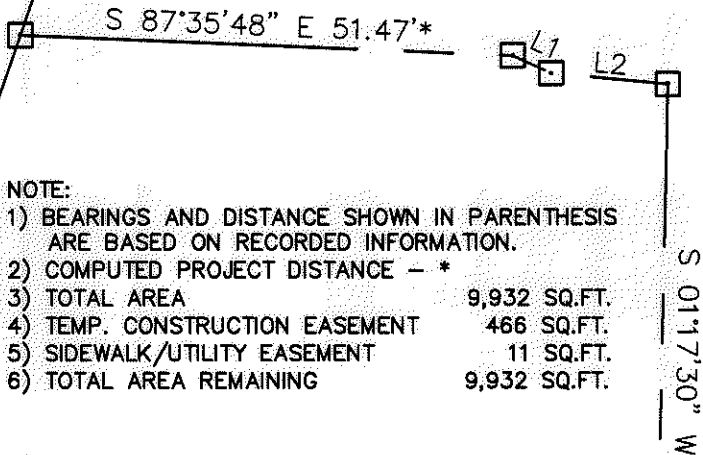 S 87°35'48" E 51.47'*
L1
L2
NOTE:
1) BEARINGS AND DISTANCE SHOWN IN PARENTHESIS
ARE BASED ON RECORDED INFORMATION.
2) COMPUTED PROJECT DISTANCE – *
3) TOTAL AREA 9,932 SQ.FT.
4) TEMP. CONSTRUCTION EASEMENT 466 SQ.FT.
5) SIDEWALK/UTILITY EASEMENT 11 SQ.FT.
6) TOTAL AREA REMAINING 9,932 SQ.FT.
S 01°17'30" W